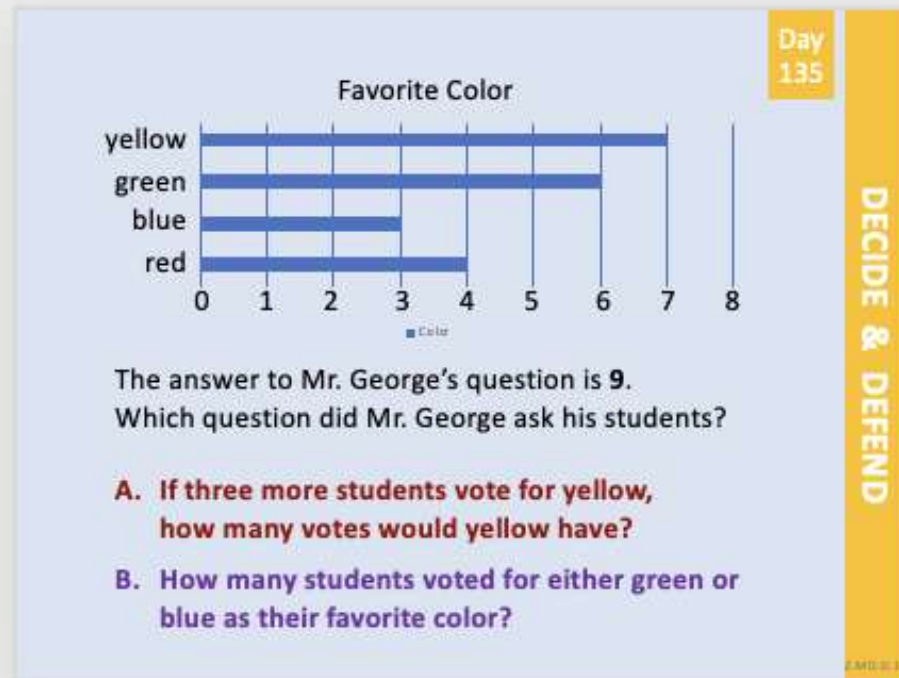 Day
135
Favorite Color
yellow
green
blue
red
0 1 2 3 4 5 6 7 8
Color
The answer to Mr. George's question is 9.
Which question did Mr. George ask his students?
A. If three more students vote for yellow,
how many votes would yellow have?
B. How many students voted for either green or
blue as their favorite color?
DECIDE & DEFEND